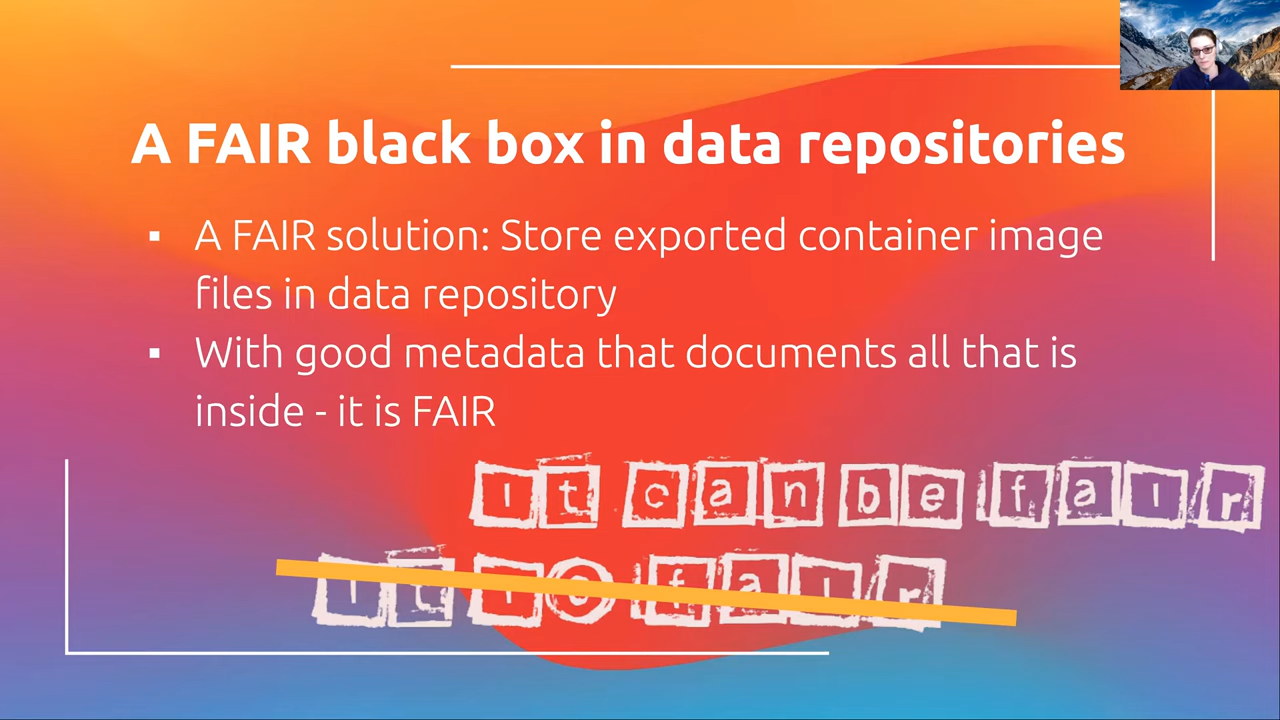 A FAIR black box in data repositories
▪ A FAIR solution: Store exported container image
files in data repository
▪ With good metadata that documents all that is
inside - it is FAIR
It can be faIr
It Is faIr